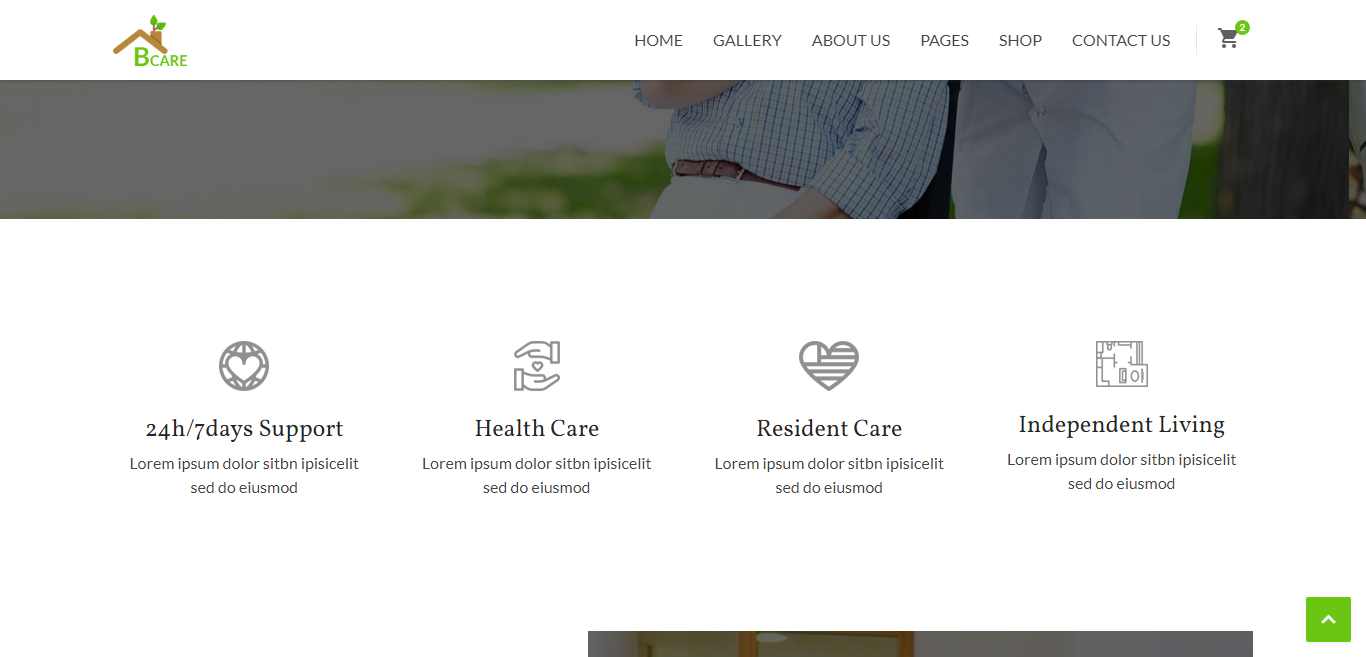 BCARE
HOME GALLERY ABOUT US PAGES SHOP CONTACT US 2
24h/7days Support
Lorem ipsum dolor sitbn ipisicelit
sed do eiusmod
Health Care
Lorem ipsum dolor sitbn ipisicelit
sed do eiusmod
Resident Care
Lorem ipsum dolor sitbn ipisicelit
sed do eiusmod
Independent Living
Lorem ipsum dolor sitbn ipisicelit
sed do eiusmod